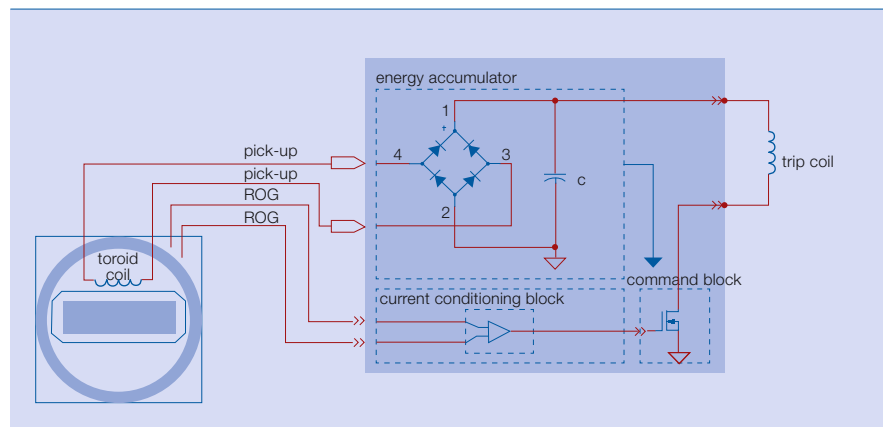 energy accumulator
1
pick-up
4
3
pick-up
c
trip coil
ROG
2
ROG
toroid
coil
command block
current conditioning block